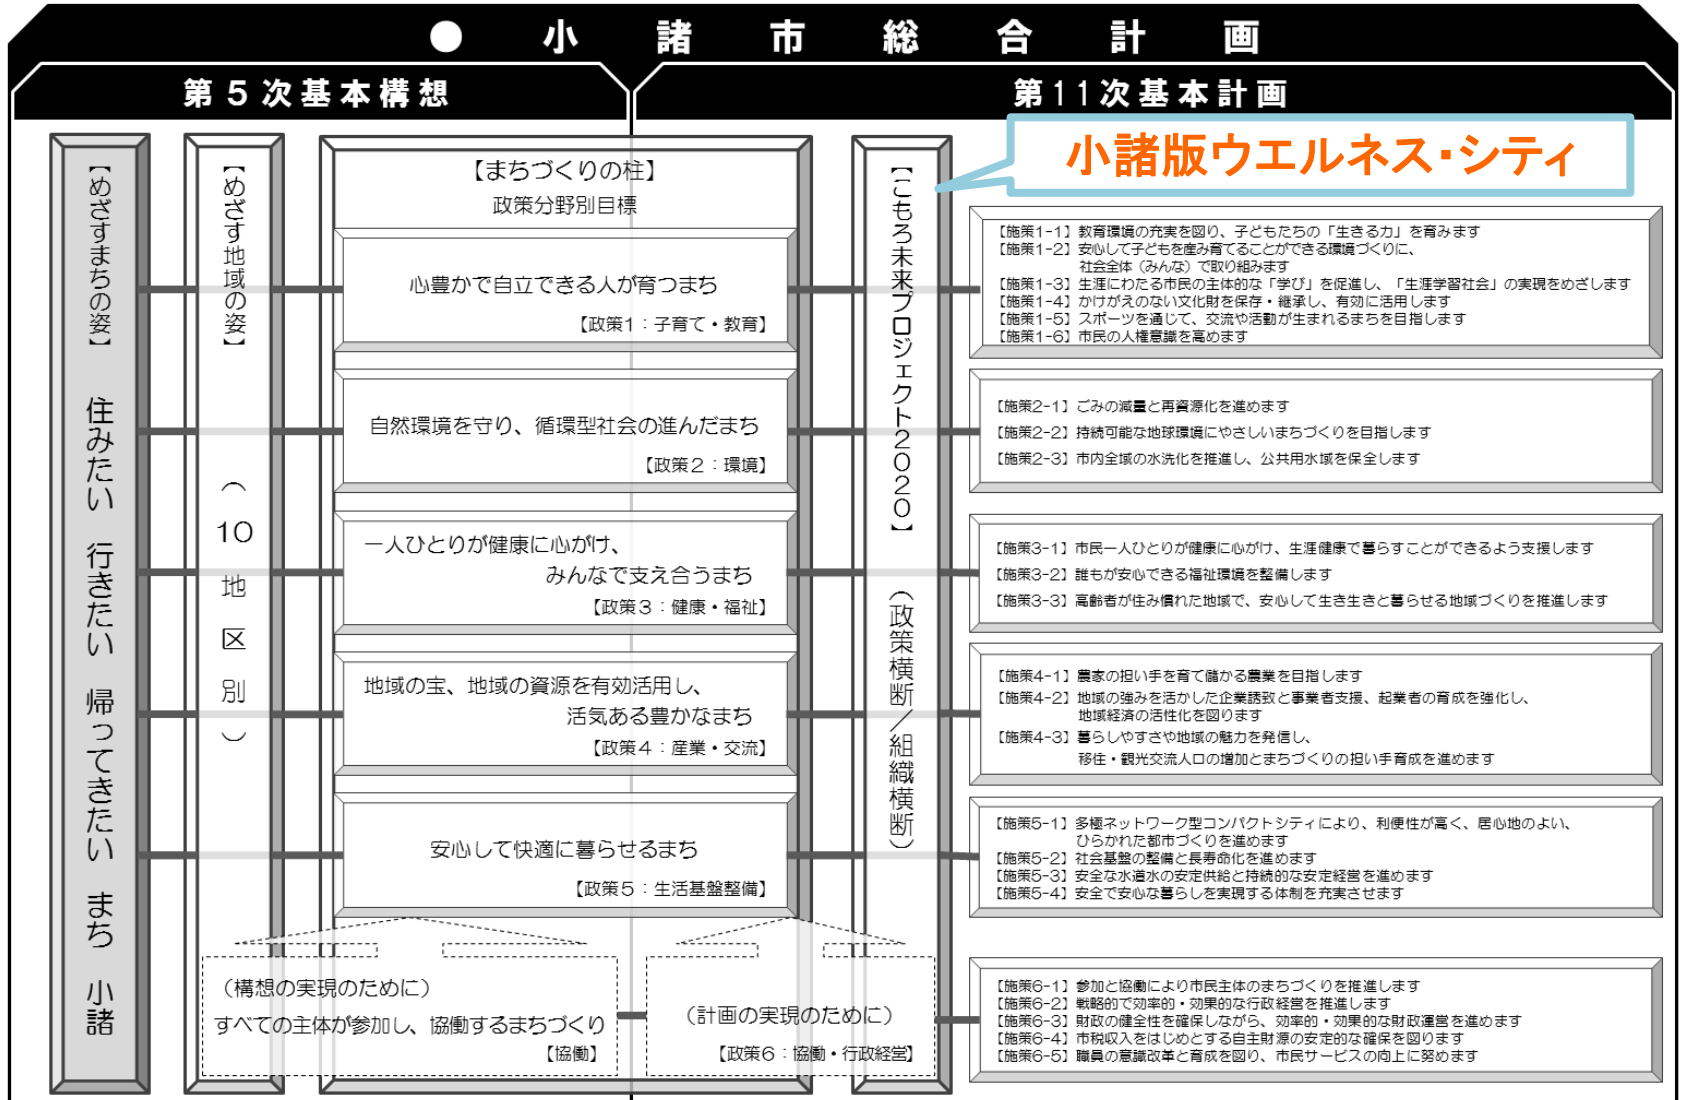 ●小諸市総合計画
第５次基本構想
第11次基本計画
小諸版ウエルネス・シティ
【めざすまちの姿】 住みたい 行きたい 帰ってきたい まち 小諸
【めざす地域の姿】 （10地区別）
【まちづくりの柱】
政策分野別目標
心豊かで自立できる人が育つまち
【政策1：子育て・教育】
自然環境を守り、循環型社会の進んだまち
【政策2：環境】
一人ひとりが健康に心がけ、
みんなで支え合うまち
【政策3：健康・福祉】
地域の宝、地域の資源を有効活用し、
活気ある豊かなまち
【政策4：産業・交流】
安心して快適に暮らせるまち
【政策5：生活基盤整備】
（構想の実現のために）
すべての主体が参加し、協働するまちづくり
【協働】
（計画の実現のために）
【政策6：協働・行政経営】
【こもろ未来プロジェクト2020】 （政策横断／組織横断）
【施策1-1】教育環境の充実を図り、子どもたちの「生きる力」を育みます
【施策1-2】安心して子どもを産み育てることができる環境づくりに、
社会全体（みんな）で取り組みます
【施策1-3】生涯にわたる市民の主体的な「学び」を促進し、「生涯学習社会」の実現をめざします
【施策1-4】かけがえのない文化財を保存・継承し、有効に活用します
【施策1-5】スポーツを通じて、交流や活動が生まれるまちを目指します
【施策1-6】市民の人権意識を高めます
【施策2-1】ごみの減量と再資源化を進めます
【施策2-2】持続可能な地球環境にやさしいまちづくりを目指します
【施策2-3】市内全域の水洗化を推進し、公共用水域を保全します
【施策3-1】市民一人ひとりが健康に心がけ、生涯健康で暮らすことができるよう支援します
【施策3-2】誰もが安心できる福祉環境を整備します
【施策3-3】高齢者が住み慣れた地域で、安心して生き生きと暮らせる地域づくりを推進します
【施策4-1】農家の担い手を育て儲かる農業を目指します
【施策4-2】地域の強みを活かした企業誘致と事業者支援、起業者の育成を強化し、
地域経済の活性化を図ります
【施策4-3】暮らしやすさや地域の魅力を発信し、
移住・観光交流人口の増加とまちづくりの担い手育成を進めます
【施策5-1】多極ネットワーク型コンパクトシティにより、利便性が高く、居心地のよい、
ひらかれた都市づくりを進めます
【施策5-2】社会基盤の整備と長寿命化を進めます
【施策5-3】安全な水道水の安定供給と持続的な安定経営を進めます
【施策5-4】安全で安心な暮らしを実現する体制を充実させます
【施策6-1】参加と協働により市民主体のまちづくりを推進します
【施策6-2】戦略的で効率的・効果的な行政経営を推進します
【施策6-3】財政の健全性を確保しながら、効率的・効果的な財政運営を進めます
【施策6-4】市税収入をはじめとする自主財源の安定的な確保を図ります
【施策6-5】職員の意識改革と育成を図り、市民サービスの向上に努めます